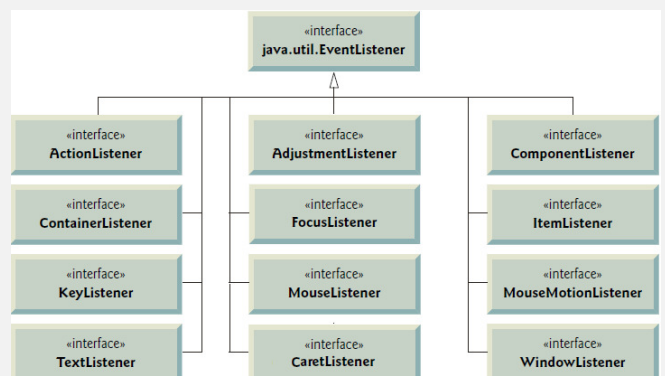 «interface»
java.util.EventListener
«interface»
ActionListener
«interface»
AdjustmentListener
«interface»
ComponentListener
«interface»
ContainerListener
«interface»
FocusListener
«interface»
ItemListener
«interface»
KeyListener
«interface»
MouseListener
«interface»
MouseMotionListener
«interface»
TextListener
«interface»
CaretListener
«interface»
WindowListener